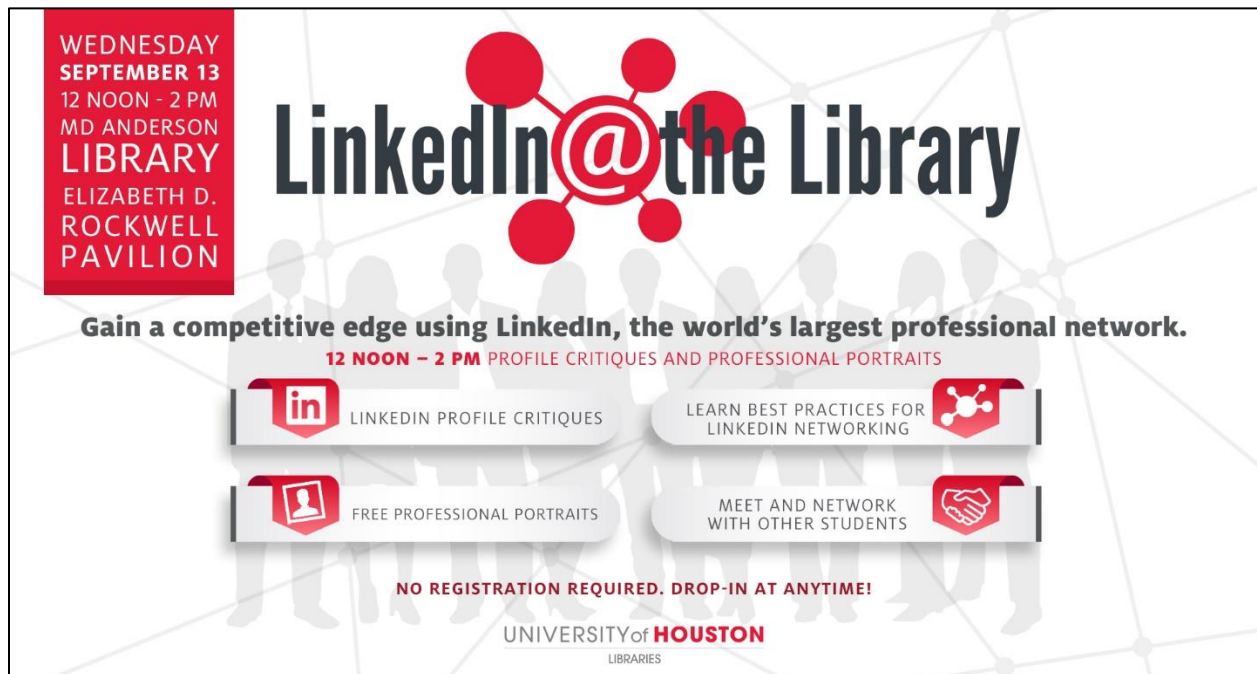 WEDNESDAY
SEPTEMBER 13
12 NOON - 2 PM
MD ANDERSON
LIBRARY
ELIZABETH D.
ROCKWELL
PAVILION
LinkedIn@the Library
Gain a competitive edge using LinkedIn, the world's largest professional network.
12 NOON – 2 PM PROFILE CRITIQUES AND PROFESSIONAL PORTRAITS
in
LINKEDIN PROFILE CRITIQUES
LEARN BEST PRACTICES FOR
LINKEDIN NETWORKING
FREE PROFESSIONAL PORTRAITS
MEET AND NETWORK
WITH OTHER STUDENTS
NO REGISTRATION REQUIRED. DROP-IN AT ANYTIME!
UNIVERSITY of HOUSTON
LIBRARIES